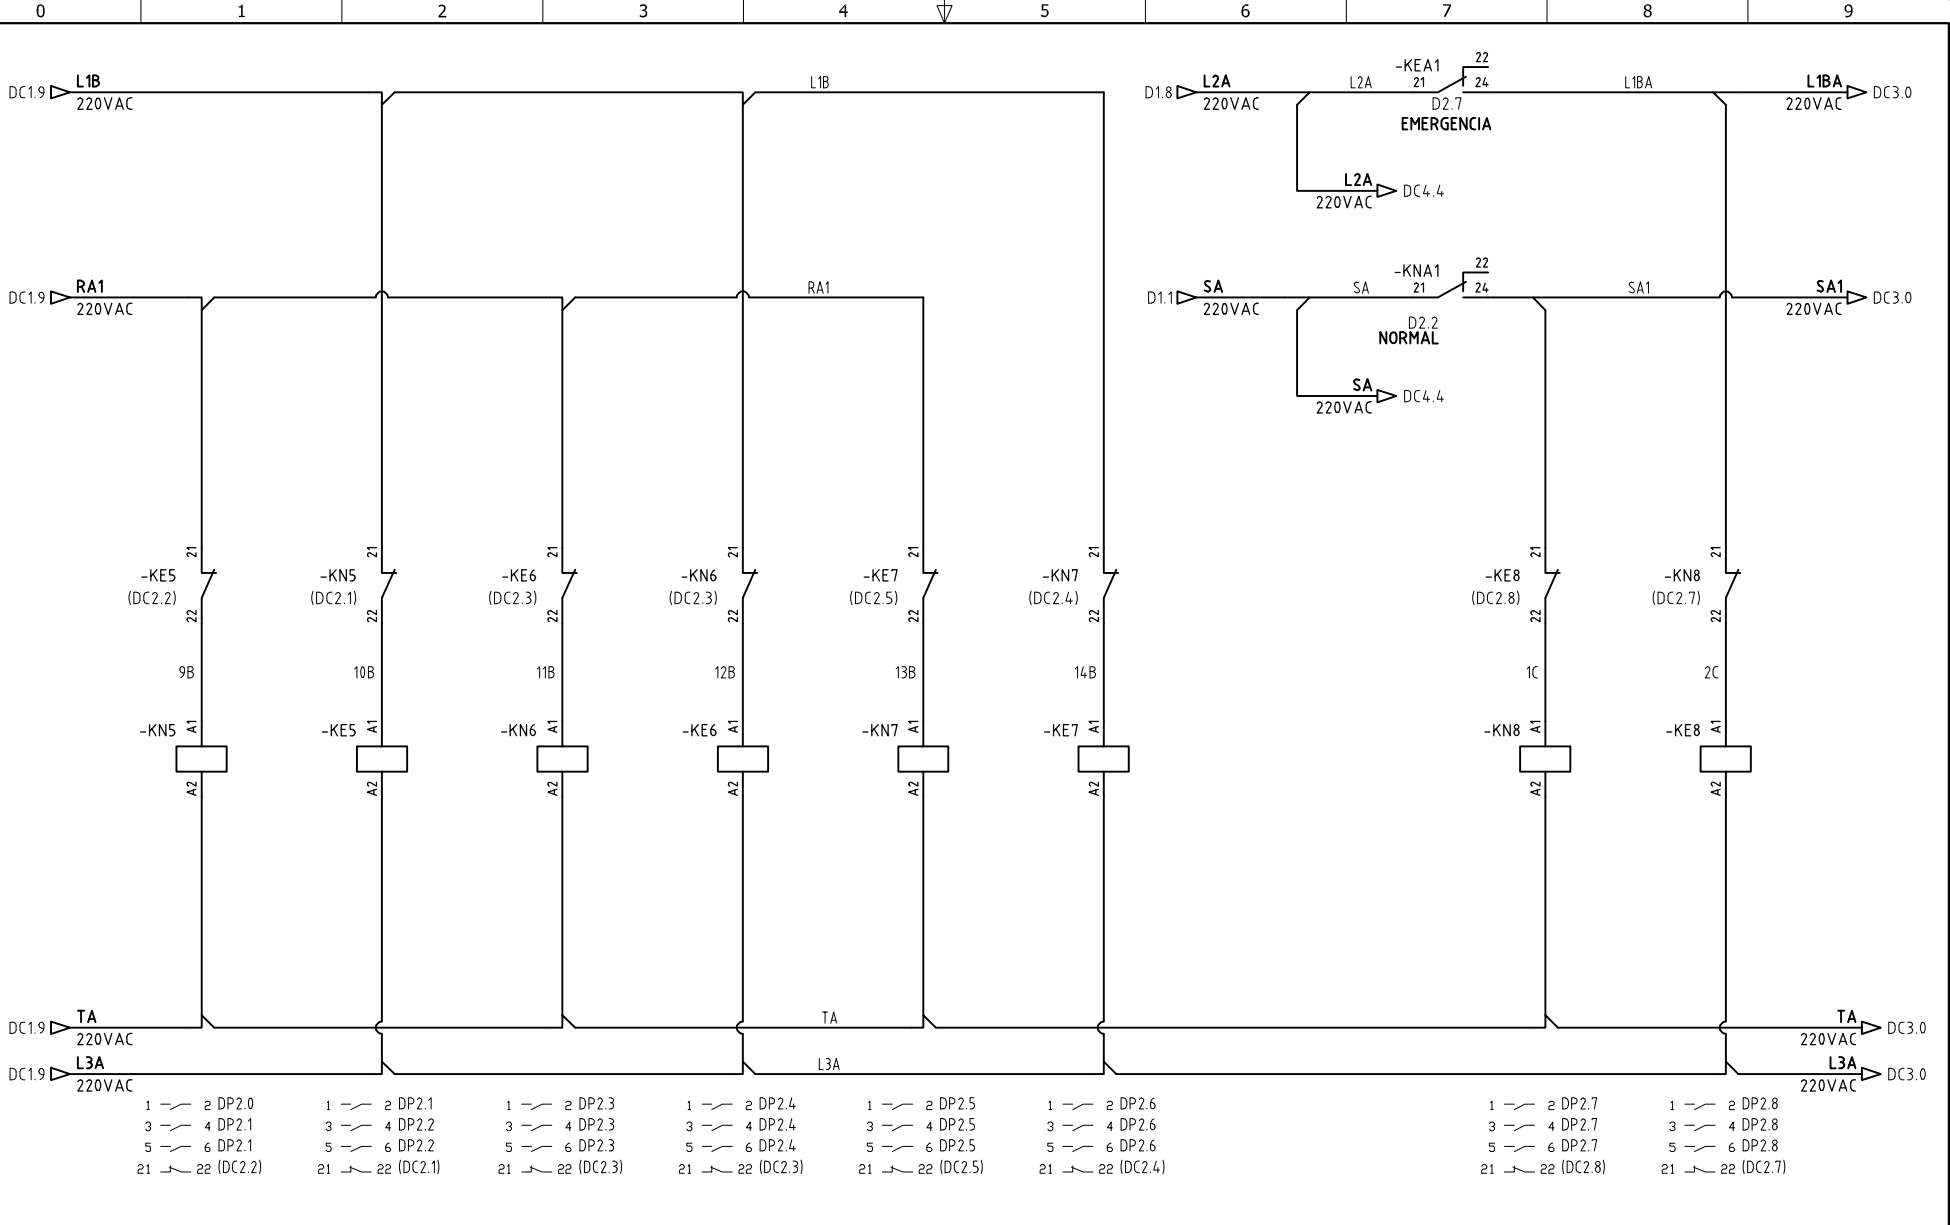 0 1 2 3 4 5 6 7 8 9
DC1.9 L1B
220VAC
L1B
D1.8 L2A
220VAC
L2A
-KEA1
22
21 24
D2.7
EMERGENCIA
L1BA
L1BA DC3.0
220VAC
L2A DC4.4
220VAC
DC1.9 RA1
220VAC
RA1
D1.1 SA
220VAC
SA
-KNA1
22
21 24
D2.2
NORMAL
SA1
SA1 DC3.0
220VAC
SA DC4.4
220VAC
21 21 21 21 21 21 21 21
-KE5 -KN5 -KE6 -KN6 -KE7 -KN7 -KE8 -KN8
(DC2.2) (DC2.1) (DC2.3) (DC2.3) (DC2.5) (DC2.4) (DC2.8) (DC2.7)
22 22 22 22 22 22 22 22
9B 10B 11B 12B 13B 14B 1C 2C
-KN5 A1 -KE5 A1 -KN6 A1 -KE6 A1 -KN7 A1 -KE7 A1 -KN8 A1 -KE8 A1
A2 A2 A2 A2 A2 A2 A2 A2
DC1.9 TA TA TA DC3.0
220VAC 220VAC
DC1.9 L3A L3A L3A DC3.0
220VAC 220VAC
1 2 DP2.0 1 2 DP2.1 1 2 DP2.3 1 2 DP2.4 1 2 DP2.5 1 2 DP2.6 1 2 DP2.7 1 2 DP2.8
3 4 DP2.1 3 4 DP2.2 3 4 DP2.3 3 4 DP2.4 3 4 DP2.5 3 4 DP2.6 3 4 DP2.7 3 4 DP2.8
5 6 DP2.1 5 6 DP2.2 5 6 DP2.3 5 6 DP2.4 5 6 DP2.5 5 6 DP2.6 5 6 DP2.7 5 6 DP2.8
21 22 (DC2.2) 21 22 (DC2.1) 21 22 (DC2.3) 21 22 (DC2.3) 21 22 (DC2.5) 21 22 (DC2.4) 21 22 (DC2.8) 21 22 (DC2.7)